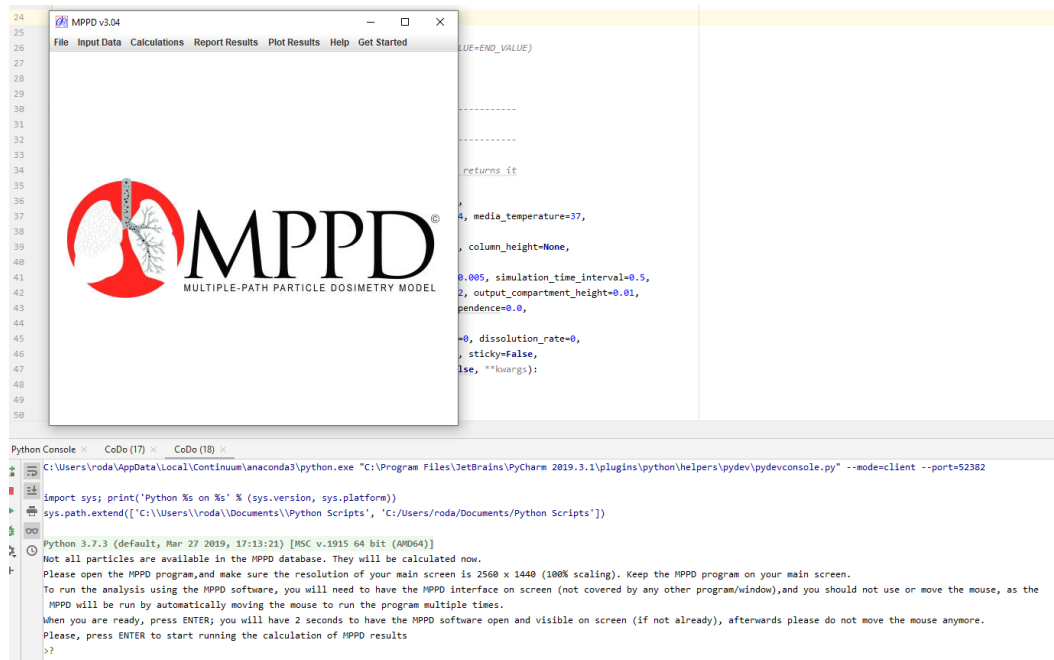 MPPD v3.04
File Input Data Calculations Report Results Plot Results Help Get Started
MPPD©
MULTIPLE-PATH PARTICLE DOSIMETRY MODEL
24
25
26 LUE=END_VALUE)
27
28
29
30 -----------
31
32 -----------
33
34 returns it
35
36 ,
37 4, media_temperature=37,
38
39 , column_height=None,
40
41 0.005, simulation_time_interval=0.5,
42 2, output_compartment_height=0.01,
43 pendence=0.0,
44
45 =0, dissolution_rate=0,
46 , sticky=False,
47 lse, **kwargs):
48
49
50
Python Console × CoDo (17) × CoDo (18) ×
C:\Users\roda\AppData\Local\Continuum\anaconda3\python.exe "C:\Program Files\JetBrains\PyCharm 2019.3.1\plugins\python\helpers\pydev\pydevconsole.py" --mode=client --port=52382
import sys; print('Python %s on %s' % (sys.version, sys.platform))
sys.path.extend(['C:\\Users\\roda\\Documents\\Python Scripts', 'C:/Users/roda/Documents/Python Scripts'])
Python 3.7.3 (default, Mar 27 2019, 17:13:21) [MSC v.1915 64 bit (AMD64)]
Not all particles are available in the MPPD database. They will be calculated now.
Please open the MPPD program,and make sure the resolution of your main screen is 2560 x 1440 (100% scaling). Keep the MPPD program on your main screen.
To run the analysis using the MPPD software, you will need to have the MPPD interface on screen (not covered by any other program/window),and you should not use or move the mouse, as the
MPPD will be run by automatically moving the mouse to run the program multiple times.
When you are ready, press ENTER; you will have 2 seconds to have the MPPD software open and visible on screen (if not already), afterwards please do not move the mouse anymore.
Please, press ENTER to start running the calculation of MPPD results
>?